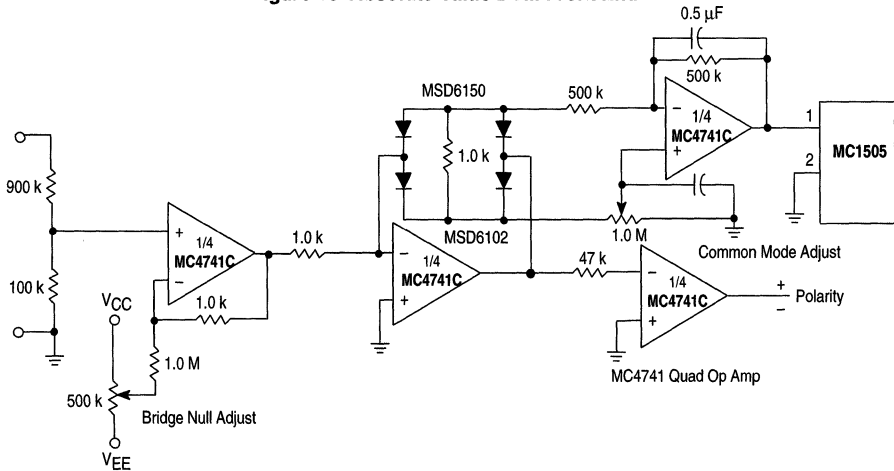 0.5 μF
500 k
MSD6150
500 k
1/4
MC4741C
1
2
MC1505
1.0 k
900 k
1/4
MC4741C
1.0 k
MSD6102
1.0 M
Common Mode Adjust
1/4
MC4741C
47 k
1/4
MC4741C
+
−
Polarity
100 k
VCC
1.0 k
1.0 M
500 k
Bridge Null Adjust
VEE
MC4741 Quad Op Amp